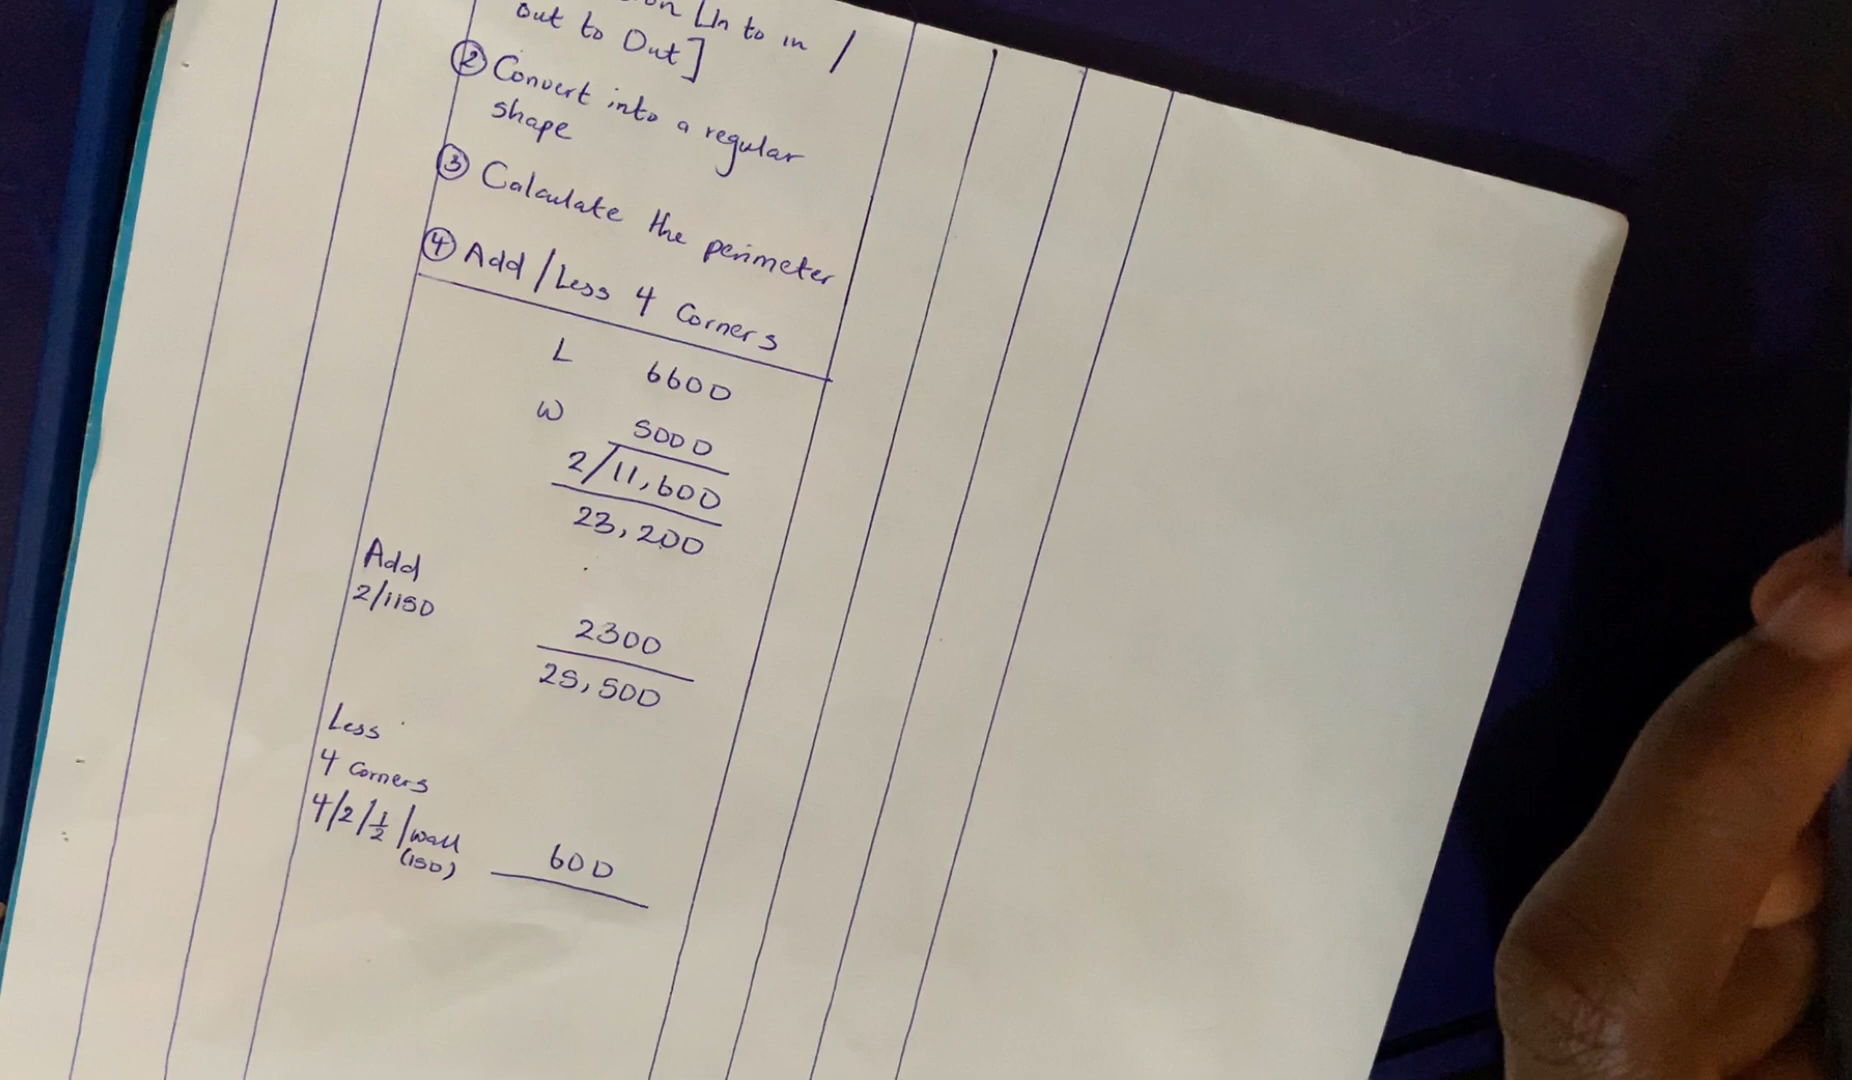 on [In to in /
out to Out]
② Convert into a regular
shape
③ Calculate the perimeter
④ Add / Less 4 Corners
L 6600
W 5000
2/11,600
23,200
Add
2/1150
2300
25,500
Less
4 corners
4/2/½/wall
(150)
600